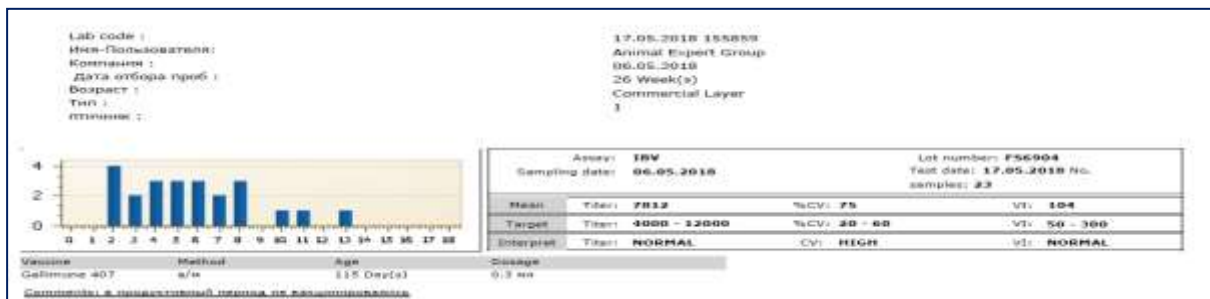 Lab code :
Имя-Пользователя:
Компания :
Дата отбора проб :
Возраст :
Тип :
птичник :
17.05.2018 155859
Animal Expert Group
06.05.2018
26 Week(s)
Commercial Layer
1
4
2
0
0 1 2 3 4 5 6 7 8 9 10 11 12 13 14 15 16 17 18
Assay: IBV
Sampling date: 06.05.2018
Lot number: FS6904
Test date: 17.05.2018 No.
samples: 23
Mean Titer: 7812 %CV: 75 VI: 104
Target Titer: 4000 - 12000 %CV: 20 - 60 VI: 50 - 300
Interpret Titer: NORMAL CV: HIGH VI: NORMAL
Vaccine Method Age Dosage
Gallimune 407 в/м 115 Day(s) 0.3 мл
Comments: в продуктивный период не вакцинировалось